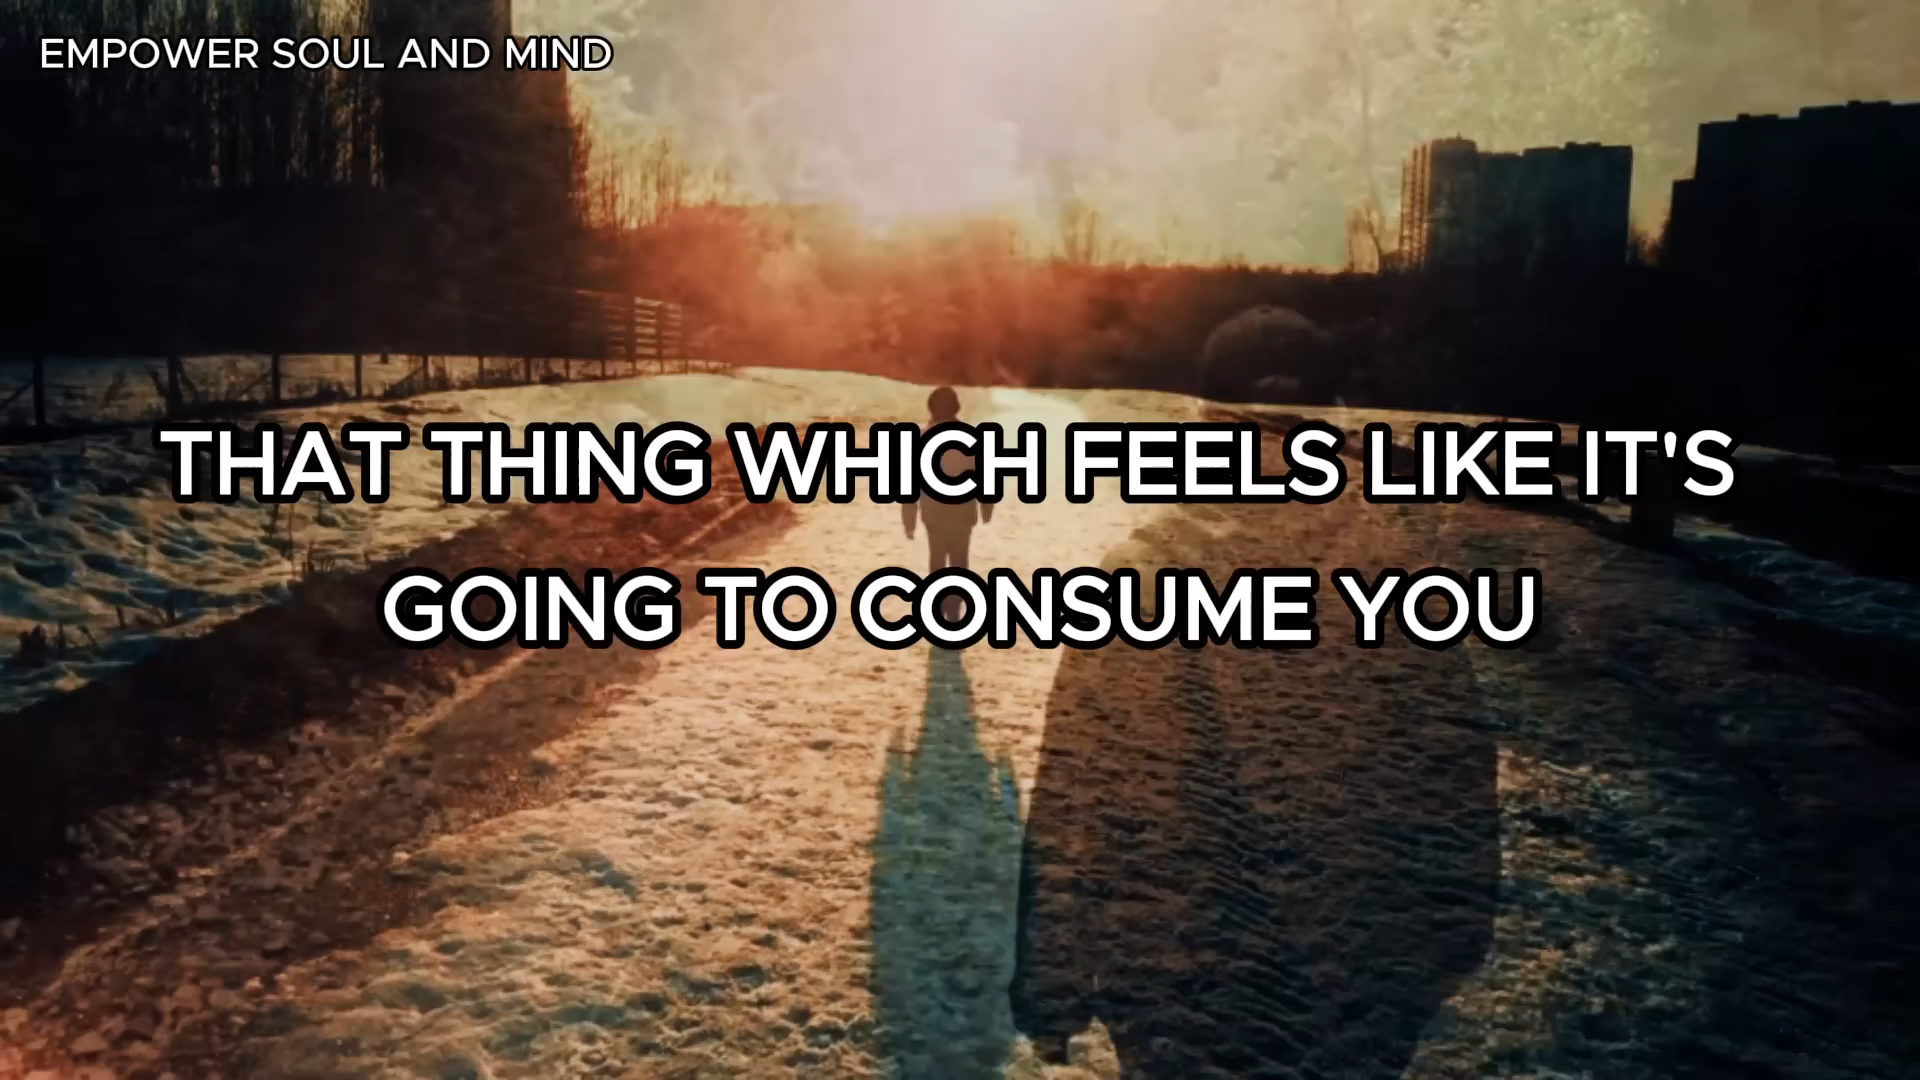 EMPOWER SOUL AND MIND
THAT THING WHICH FEELS LIKE IT'S
GOING TO CONSUME YOU